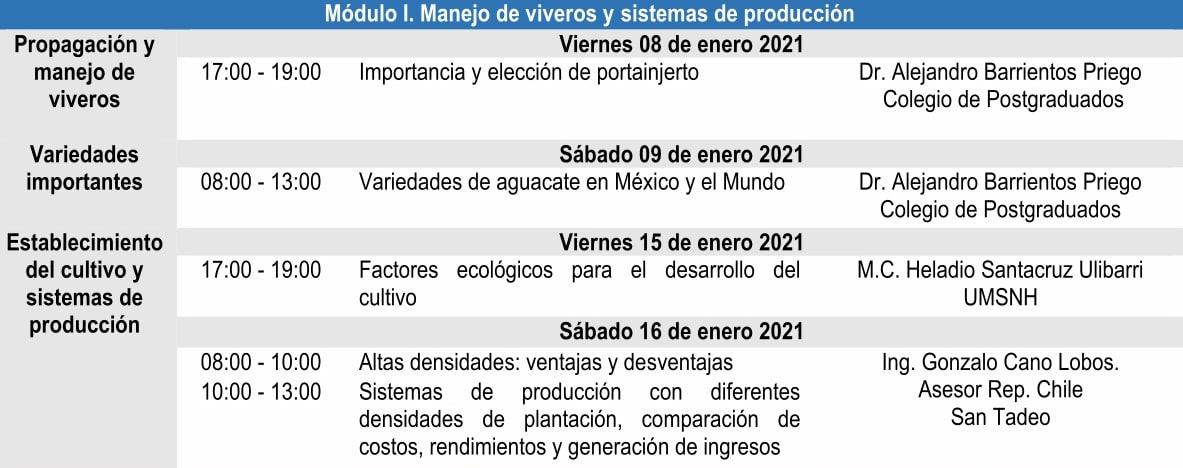 Módulo I. Manejo de viveros y sistemas de producción
Propagación y
manejo de
viveros
Viernes 08 de enero 2021
17:00 - 19:00 Importancia y elección de portainjerto Dr. Alejandro Barrientos Priego
Colegio de Postgraduados
Variedades
importantes
Sábado 09 de enero 2021
08:00 - 13:00 Variedades de aguacate en México y el Mundo Dr. Alejandro Barrientos Priego
Colegio de Postgraduados
Establecimiento
del cultivo y
sistemas de
producción
Viernes 15 de enero 2021
17:00 - 19:00 Factores ecológicos para el desarrollo del M.C. Heladio Santacruz Ulibarri
cultivo UMSNH
Sábado 16 de enero 2021
08:00 - 10:00 Altas densidades: ventajas y desventajas Ing. Gonzalo Cano Lobos.
10:00 - 13:00 Sistemas de producción con diferentes Asesor Rep. Chile
densidades de plantación, comparación de San Tadeo
costos, rendimientos y generación de ingresos